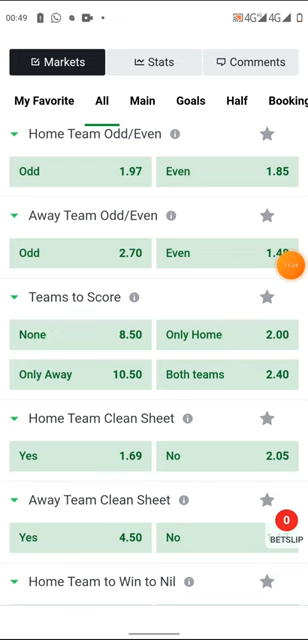 00:49 4G 4G
Markets Stats Comments
My Favorite All Main Goals Half Booking
Home Team Odd/Even
Odd 1.97 Even 1.85
Away Team Odd/Even
Odd 2.70 Even
Teams to Score
None 8.50 Only Home 2.00
Only Away 10.50 Both teams 2.40
Home Team Clean Sheet
Yes 1.69 No 2.05
Away Team Clean Sheet
0
Yes 4.50 No
BETSLIP
Home Team to Win to Nil